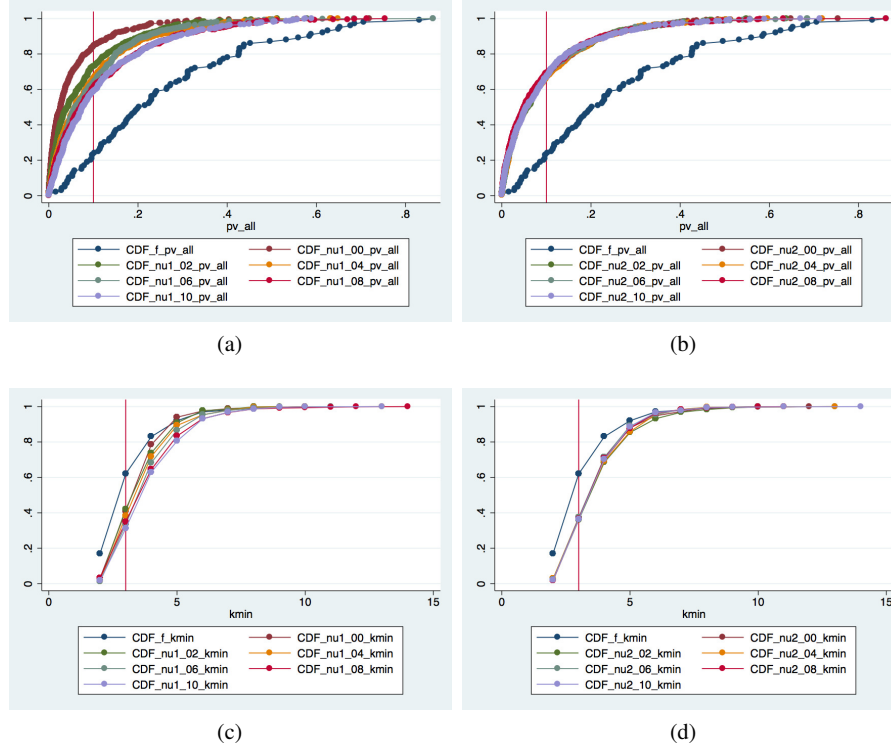 1
.8
.6
.4
.2
0
0 .2 .4 .6 .8
pv_all
CDF_f_pv_all CDF_nu1_00_pv_all
CDF_nu1_02_pv_all CDF_nu1_04_pv_all
CDF_nu1_06_pv_all CDF_nu1_08_pv_all
CDF_nu1_10_pv_all
(a)
1
.8
.6
.4
.2
0
0 .2 .4 .6 .8
pv_all
CDF_f_pv_all CDF_nu2_00_pv_all
CDF_nu2_02_pv_all CDF_nu2_04_pv_all
CDF_nu2_06_pv_all CDF_nu2_08_pv_all
CDF_nu2_10_pv_all
(b)
1
.8
.6
.4
.2
0
0 5 10 15
kmin
CDF_f_kmin CDF_nu1_00_kmin
CDF_nu1_02_kmin CDF_nu1_04_kmin
CDF_nu1_06_kmin CDF_nu1_08_kmin
CDF_nu1_10_kmin
(c)
1
.8
.6
.4
.2
0
0 5 10 15
kmin
CDF_f_kmin CDF_nu2_00_kmin
CDF_nu2_02_kmin CDF_nu2_04_kmin
CDF_nu2_06_kmin CDF_nu2_08_kmin
CDF_nu2_10_kmin
(d)